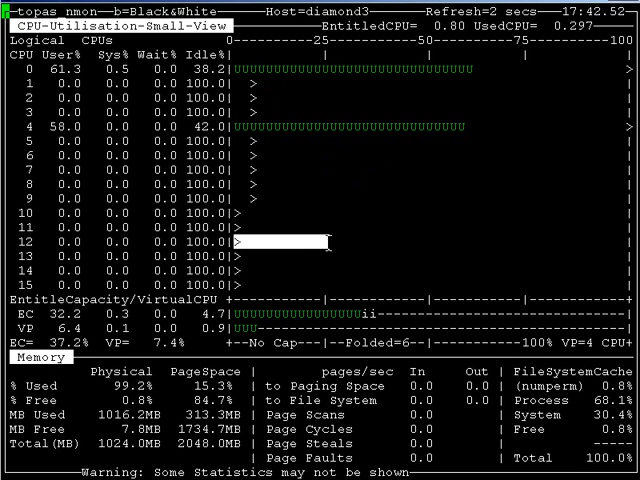 topas_nmon--b=Black&White------Host=diamond3-------Refresh=2 secs---17:42.52
CPU-Utilisation-Small-View EntitledCPU= 0.80 UsedCPU= 0.297
Logical CPUs 0----------25-----------50----------75----------100
CPU User% Sys% Wait% Idle%| | | | |
0 61.3 0.5 0.0 38.2|UUUUUUUUUUUUUUUUUUUUUUUUUUUUUU >
1 0.0 0.0 0.0 100.0| >
2 0.0 0.0 0.0 100.0| >
3 0.0 0.0 0.0 100.0| >
4 58.0 0.0 0.0 42.0|UUUUUUUUUUUUUUUUUUUUUUUUUUUUU >
5 0.0 0.0 0.0 100.0| >
6 0.0 0.0 0.0 100.0| >
7 0.0 0.0 0.0 100.0| >
8 0.0 0.0 0.0 100.0| >
9 0.0 0.0 0.0 100.0| >
10 0.0 0.0 0.0 100.0|>
11 0.0 0.0 0.0 100.0|>
12 0.0 0.0 0.0 100.0|>
13 0.0 0.0 0.0 100.0|>
14 0.0 0.0 0.0 100.0|>
15 0.0 0.0 0.0 100.0|>
EntitleCapacity/VirtualCPU +-----------|------------|-----------|------------+
EC 32.2 0.3 0.0 4.7|UUUUUUUUUUUUUUUUii--------------------------------|
VP 6.4 0.1 0.0 0.9|UUU-----------------------------------------------|
EC= 37.2% VP= 7.4% +--No Cap---|--Folded=6--|-----------100% VP=4 CPU+
Memory
Physical PageSpace | pages/sec In Out | FileSystemCache
% Used 99.2% 15.3% | to Paging Space 0.0 0.0 | (numperm) 0.8%
% Free 0.8% 84.7% | to File System 0.0 0.0 | Process 68.1%
MB Used 1016.2MB 313.3MB | Page Scans 0.0 | System 30.4%
MB Free 7.8MB 1734.7MB | Page Cycles 0.0 | Free 0.8%
Total(MB) 1024.0MB 2048.0MB | Page Steals 0.0 | -----
| Page Faults 0.0 | Total 100.0%
Warning: Some Statistics may not be shown